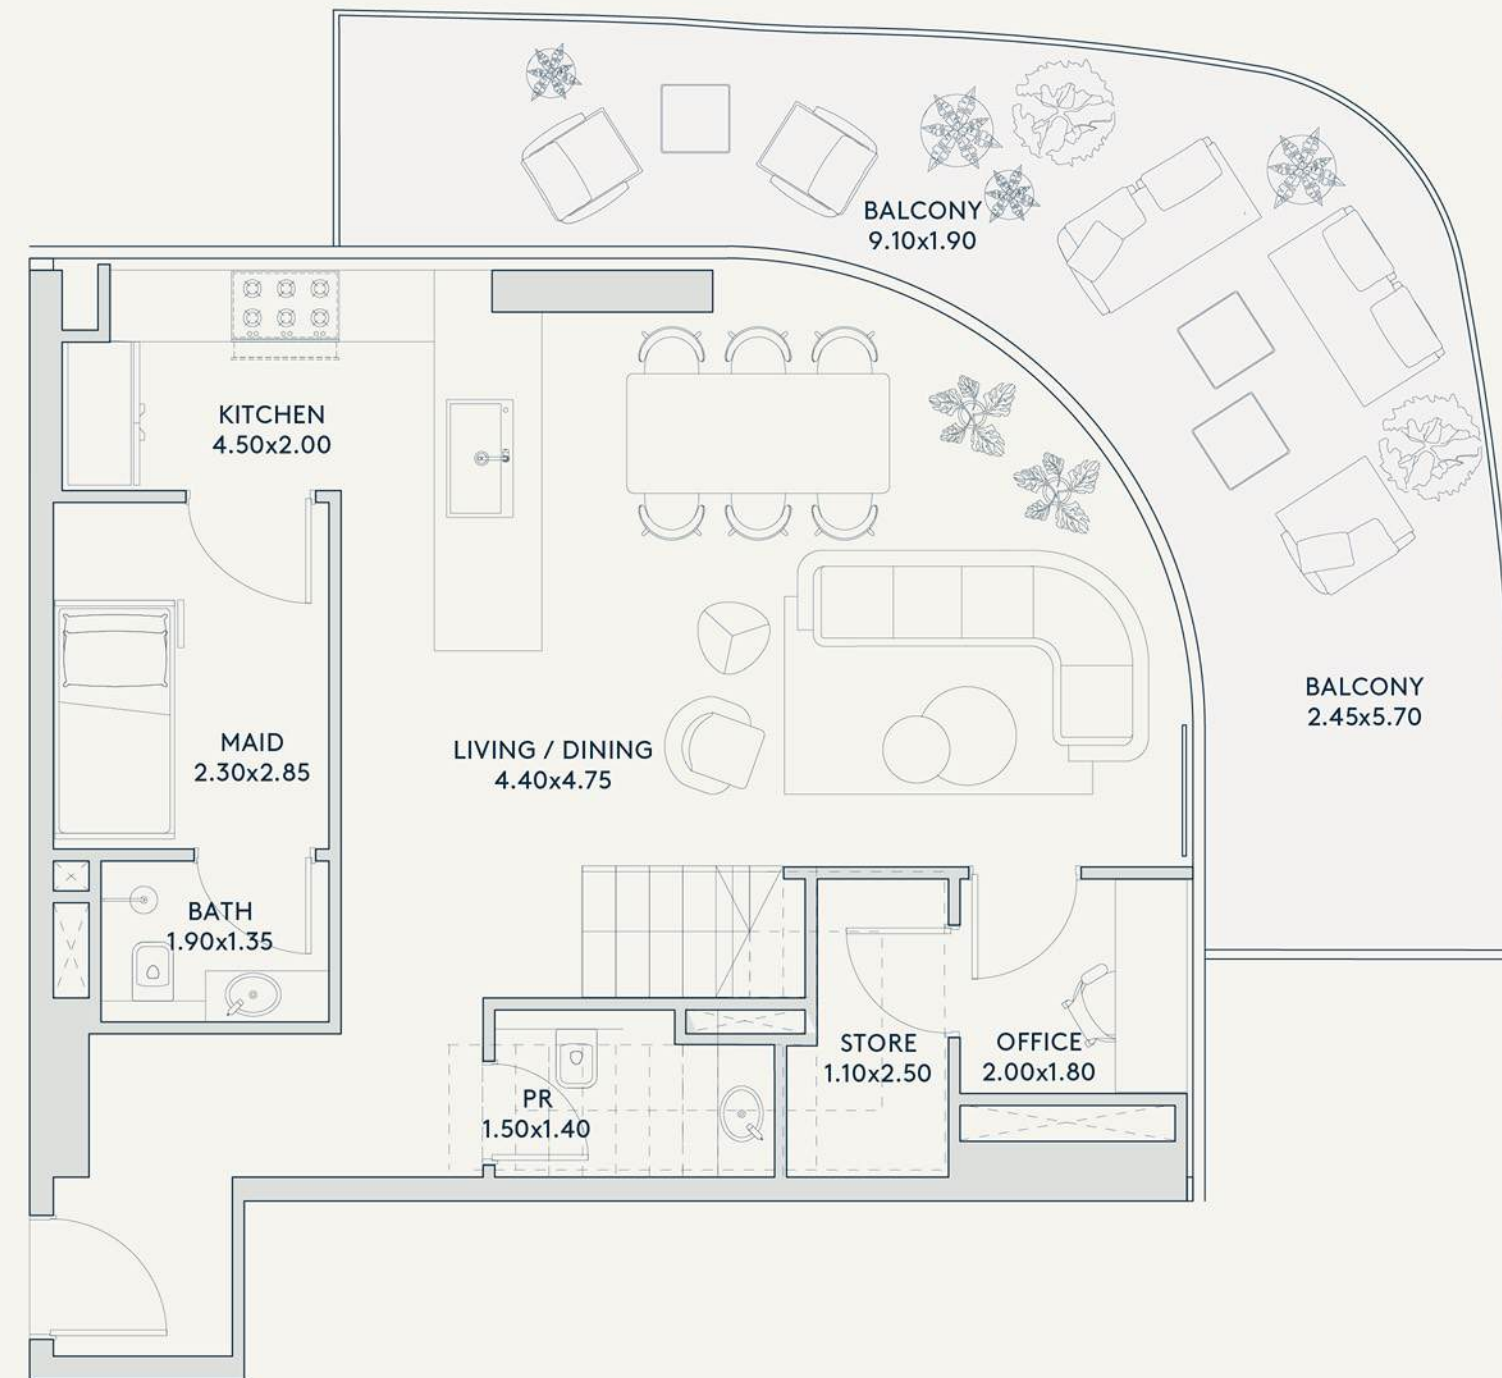 BALCONY
9.10x1.90
KITCHEN
4.50x2.00
BALCONY
2.45x5.70
MAID
2.30x2.85
LIVING / DINING
4.40x4.75
BATH
1.90x1.35
STORE
1.10x2.50
OFFICE
2.00x1.80
PR
1.50x1.40